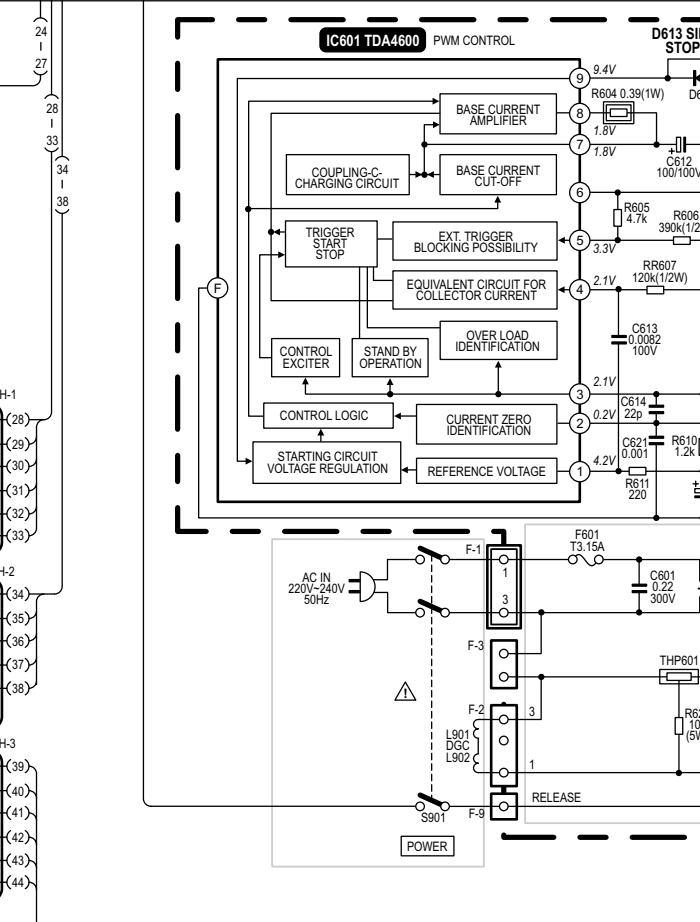 24
27
28
33
34
38
IC601 TDA4600
PWM CONTROL
D613 SI
STOP
9
9.4V
R604 0.39(1W)
D6
BASE CURRENT
AMPLIFIER
8
1.8V
7
1.8V
C612
100/100V
COUPLING-C-
CHARGING CIRCUIT
BASE CURRENT
CUT-OFF
6
R605
4.7k
R606
390k(1/2
TRIGGER
START
STOP
EXT. TRIGGER
BLOCKING POSSIBILITY
5
3.3V
RR607
120k(1/2W)
F
EQUIVALENT CIRCUIT FOR
COLLECTOR CURRENT
4
2.1V
C613
0.0082
100V
OVER LOAD
IDENTIFICATION
CONTROL
EXCITER
STAND BY
OPERATION
3
2.1V
H-1
C614
22p
CONTROL LOGIC
CURRENT ZERO
IDENTIFICATION
2
0.2V
(28)
(29)
(30)
(31)
(32)
(33)
C621
0.001
R610
1.2k
STARTING CIRCUIT
VOLTAGE REGULATION
REFERENCE VOLTAGE
1
4.2V
R611
220
F601
T3.15A
F-1
1
3
AC IN
220V~240V
50Hz
C601
0.22
300V
H-2
(34)
(35)
(36)
(37)
(38)
F-3
THP601
F-2
3
1
L901
DGC
L902
R62
10
(5W
H-3
(39)
(40)
(41)
(42)
(43)
(44)
RELEASE
F-9
S901
POWER